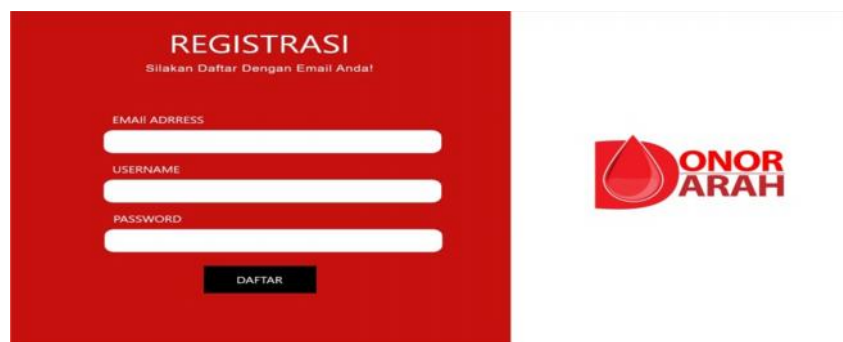 REGISTRASI
Silakan Daftar Dengan Email Anda!
EMAIl ADRRESS
USERNAME
PASSWORD
DAFTAR
DONOR
DARAH